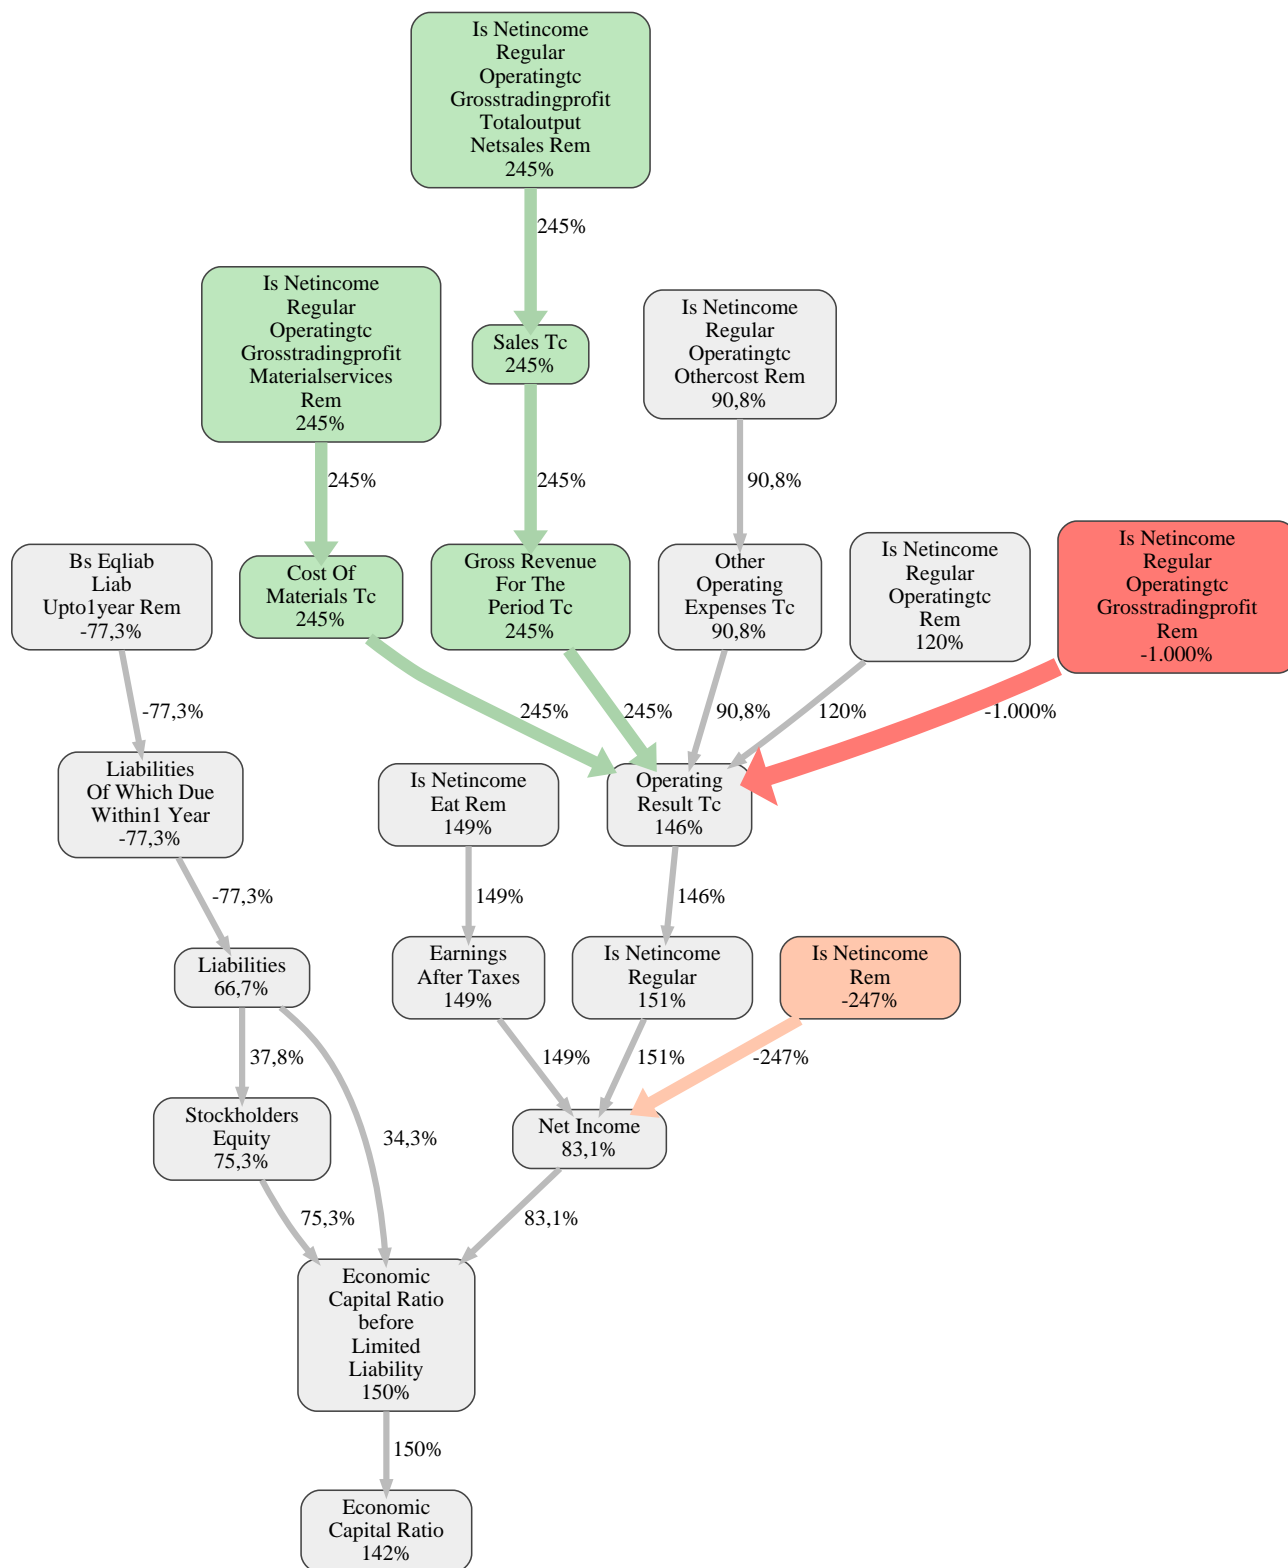 Is Netincome
Regular
Operatingtc
Grosstradingprofit
Totaloutput
Netsales Rem
245%
245%
Is Netincome
Regular
Operatingtc
Grosstradingprofit
Materialservices
Rem
245%
Sales Tc
245%
Is Netincome
Regular
Operatingtc
Othercost Rem
90,8%
245%
245%
90,8%
Bs Eqliab
Liab
Upto1year Rem
-77,3%
Cost Of
Materials Tc
245%
Gross Revenue
For The
Period Tc
245%
Other
Operating
Expenses Tc
90,8%
Is Netincome
Regular
Operatingtc
Rem
120%
Is Netincome
Regular
Operatingtc
Grosstradingprofit
Rem
-1.000%
-77,3%
245%
245%
90,8%
120%
-1.000%
Liabilities
Of Which Due
Within1 Year
-77,3%
Is Netincome
Eat Rem
149%
Operating
Result Tc
146%
-77,3%
149%
146%
Liabilities
66,7%
Earnings
After Taxes
149%
Is Netincome
Regular
151%
Is Netincome
Rem
-247%
37,8%
149%
151%
-247%
Stockholders
Equity
75,3%
34,3%
Net Income
83,1%
75,3%
83,1%
Economic
Capital Ratio
before
Limited
Liability
150%
150%
Economic
Capital Ratio
142%